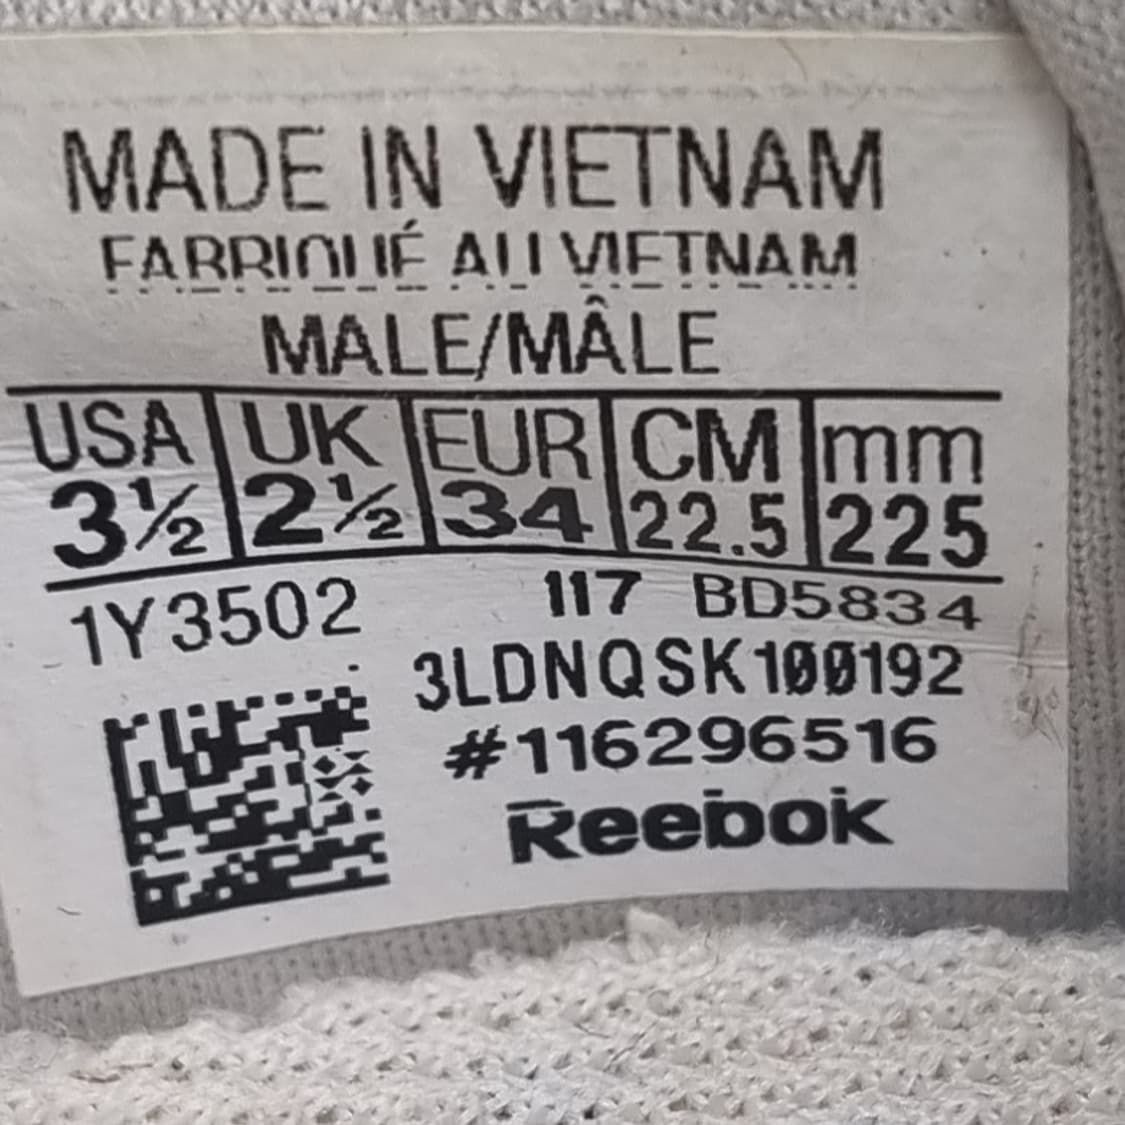 MADE IN VIETNAM
FABRIQUÉ AU VIETNAM
MALE/MÂLE
USA UK EUR CM mm
3½ 2½ 34 22.5 225
1Y3502 117 BD5834
3LDNQSK100192
#116296516
Reebok